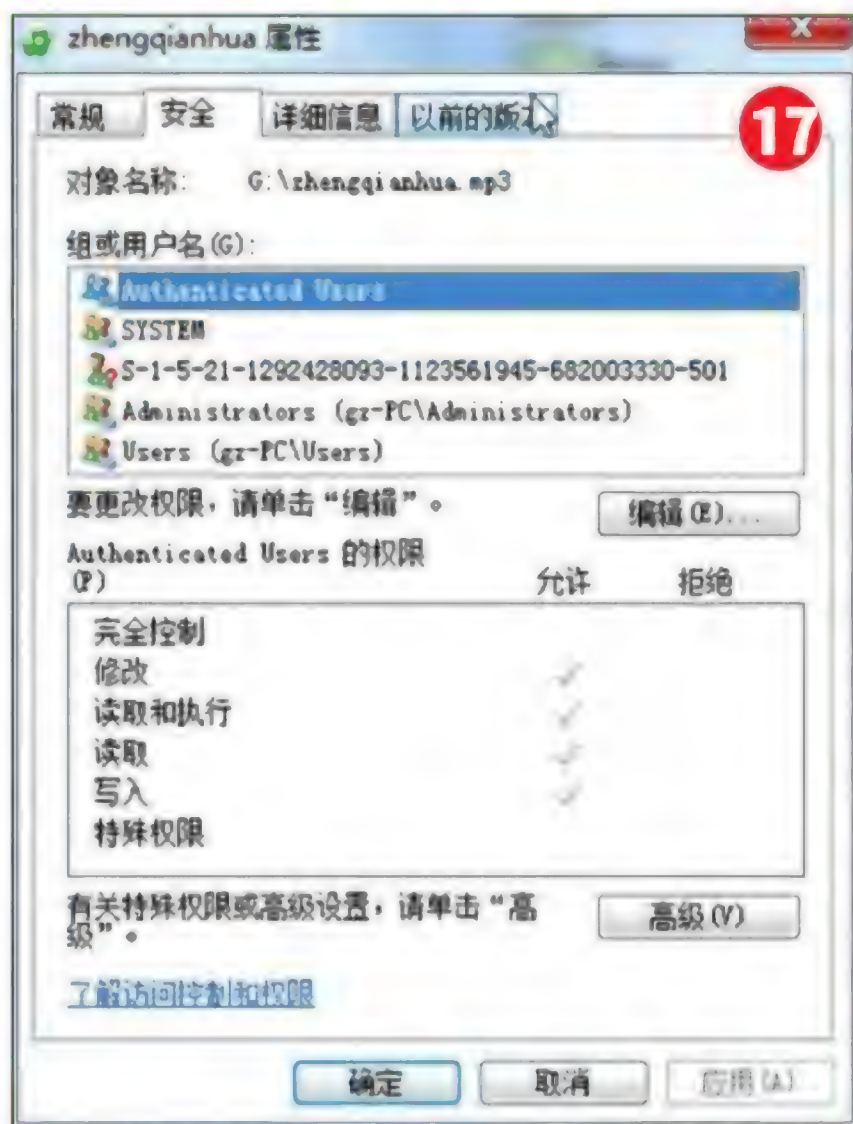 zhengqianhua 属性
常规 安全 详细信息 以前的版本
17
对象名称: G:\zhengqianhua.mp3
组或用户名(G):
Authenticated Users
SYSTEM
S-1-5-21-1292428093-1123561945-682003330-501
Administrators (gz-PC\Administrators)
Users (gz-PC\Users)
要更改权限，请单击“编辑”。 编辑(E)...
Authenticated Users 的权限
(P) 允许 拒绝
完全控制
修改
读取和执行
读取
写入
特殊权限
有关特殊权限或高级设置，请单击“高 高级(V)
级”。
了解访问控制和权限
确定 取消 应用(A)